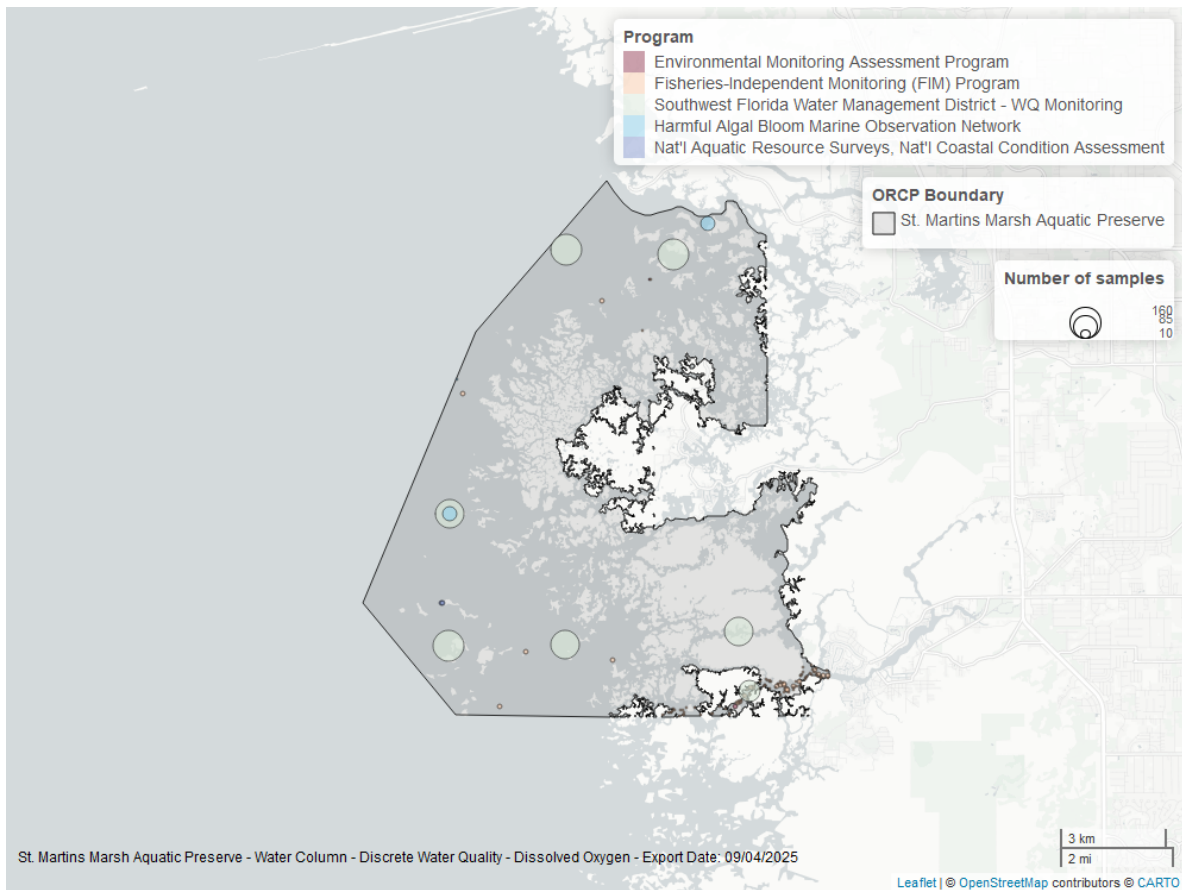 Program
Environmental Monitoring Assessment Program
Fisheries-Independent Monitoring (FIM) Program
Southwest Florida Water Management District - WQ Monitoring
Harmful Algal Bloom Marine Observation Network
Nat'l Aquatic Resource Surveys, Nat'l Coastal Condition Assessment
ORCP Boundary
St. Martins Marsh Aquatic Preserve
Number of samples
160
85
10
3 km
2 mi
St. Martins Marsh Aquatic Preserve - Water Column - Discrete Water Quality - Dissolved Oxygen - Export Date: 09/04/2025
Leaflet | © OpenStreetMap contributors © CARTO